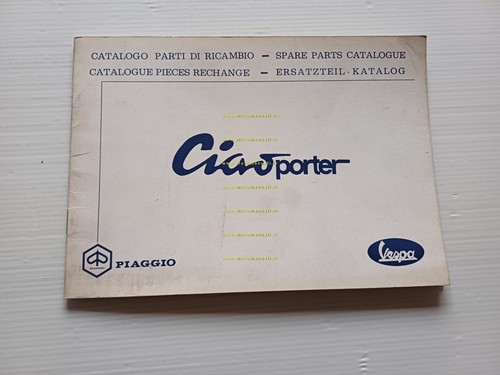 CATALOGO PARTI DI RICAMBIO — SPARE PARTS CATALOGUE
CATALOGUE PIECES RECHANGE — ERSATZTEIL - KATALOG
Ciao porter
PIAGGIO
Vespa